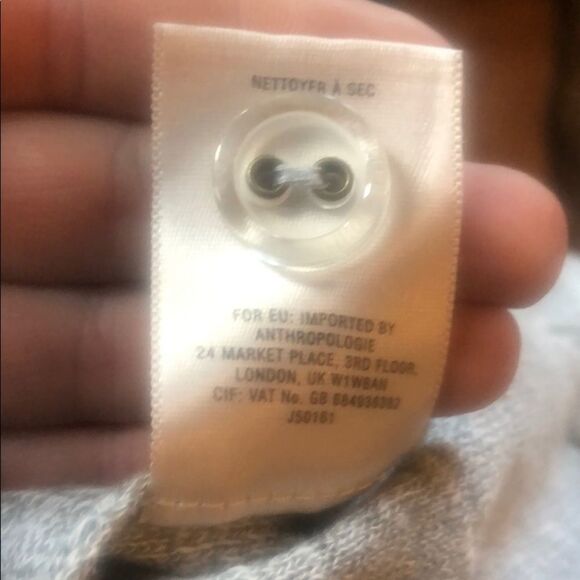 NETTOYER À SEC
FOR EU: IMPORTED BY
ANTHROPOLOGIE
24 MARKET PLACE, 3RD FLOOR,
LONDON, UK W1W8AN
CIF: VAT No. GB
J50161